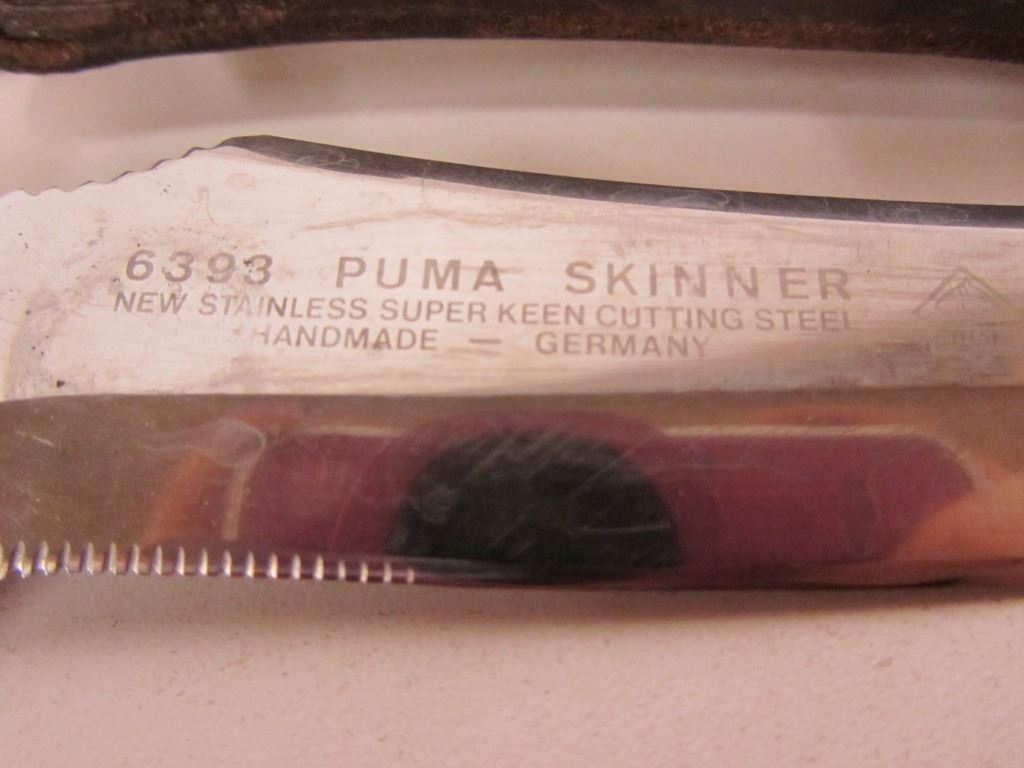 6393 PUMA SKINNER
NEW STAINLESS SUPER KEEN CUTTING STEEL
HANDMADE — GERMANY